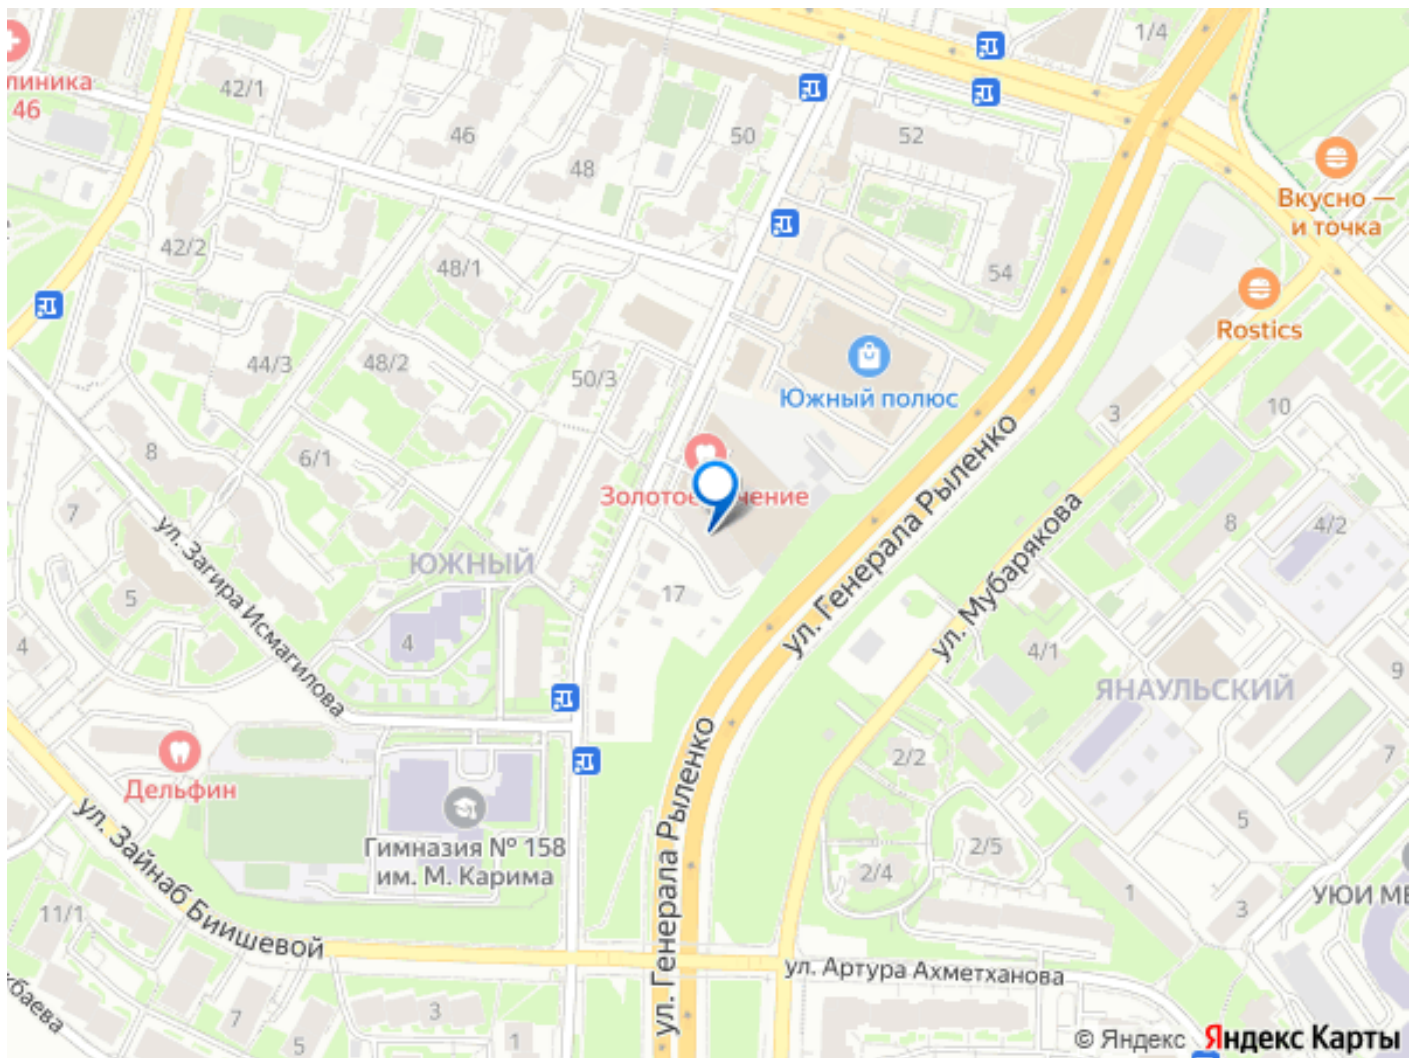 1/4
линика
46
42/1
46
48
50
52
54
Вкусно —
и точка
Rostics
42/2
48/1
44/3
48/2
50/3
Южный полюс
3
10
8
6/1
7
Золотое
чение
ул. Генерала Рыленко
8
4/2
ул. Загира Исмагилова
ЮЖНЫЙ
17
5
4
4
ул. Мубарякова
4/1
9
ЯНАУЛЬСКИЙ
Дельфин
2/2
7
ул. Генерала Рыленко
Гимназия № 158
им. М. Карима
5
2/5
2/4
1
3
УЮИ МВ
ул. Зайнаб Биишевой
11/1
ул. Артура Ахметханова
баева
7
3
5
1
© Яндекс Яндекс Карты